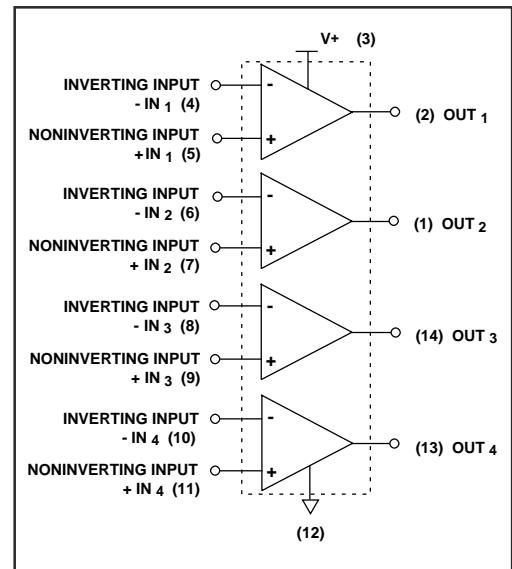 V+ (3)
INVERTING INPUT
- IN 1 (4)
-
(2) OUT 1
NONINVERTING INPUT
+IN 1 (5)
+
INVERTING INPUT
- IN 2 (6)
-
(1) OUT 2
NONINVERTING INPUT
+ IN 2 (7)
+
INVERTING INPUT
- IN 3 (8)
-
(14) OUT 3
NONINVERTING INPUT
+ IN 3 (9)
+
INVERTING INPUT
- IN 4 (10)
-
(13) OUT 4
NONINVERTING INPUT
+ IN 4 (11)
+
(12)